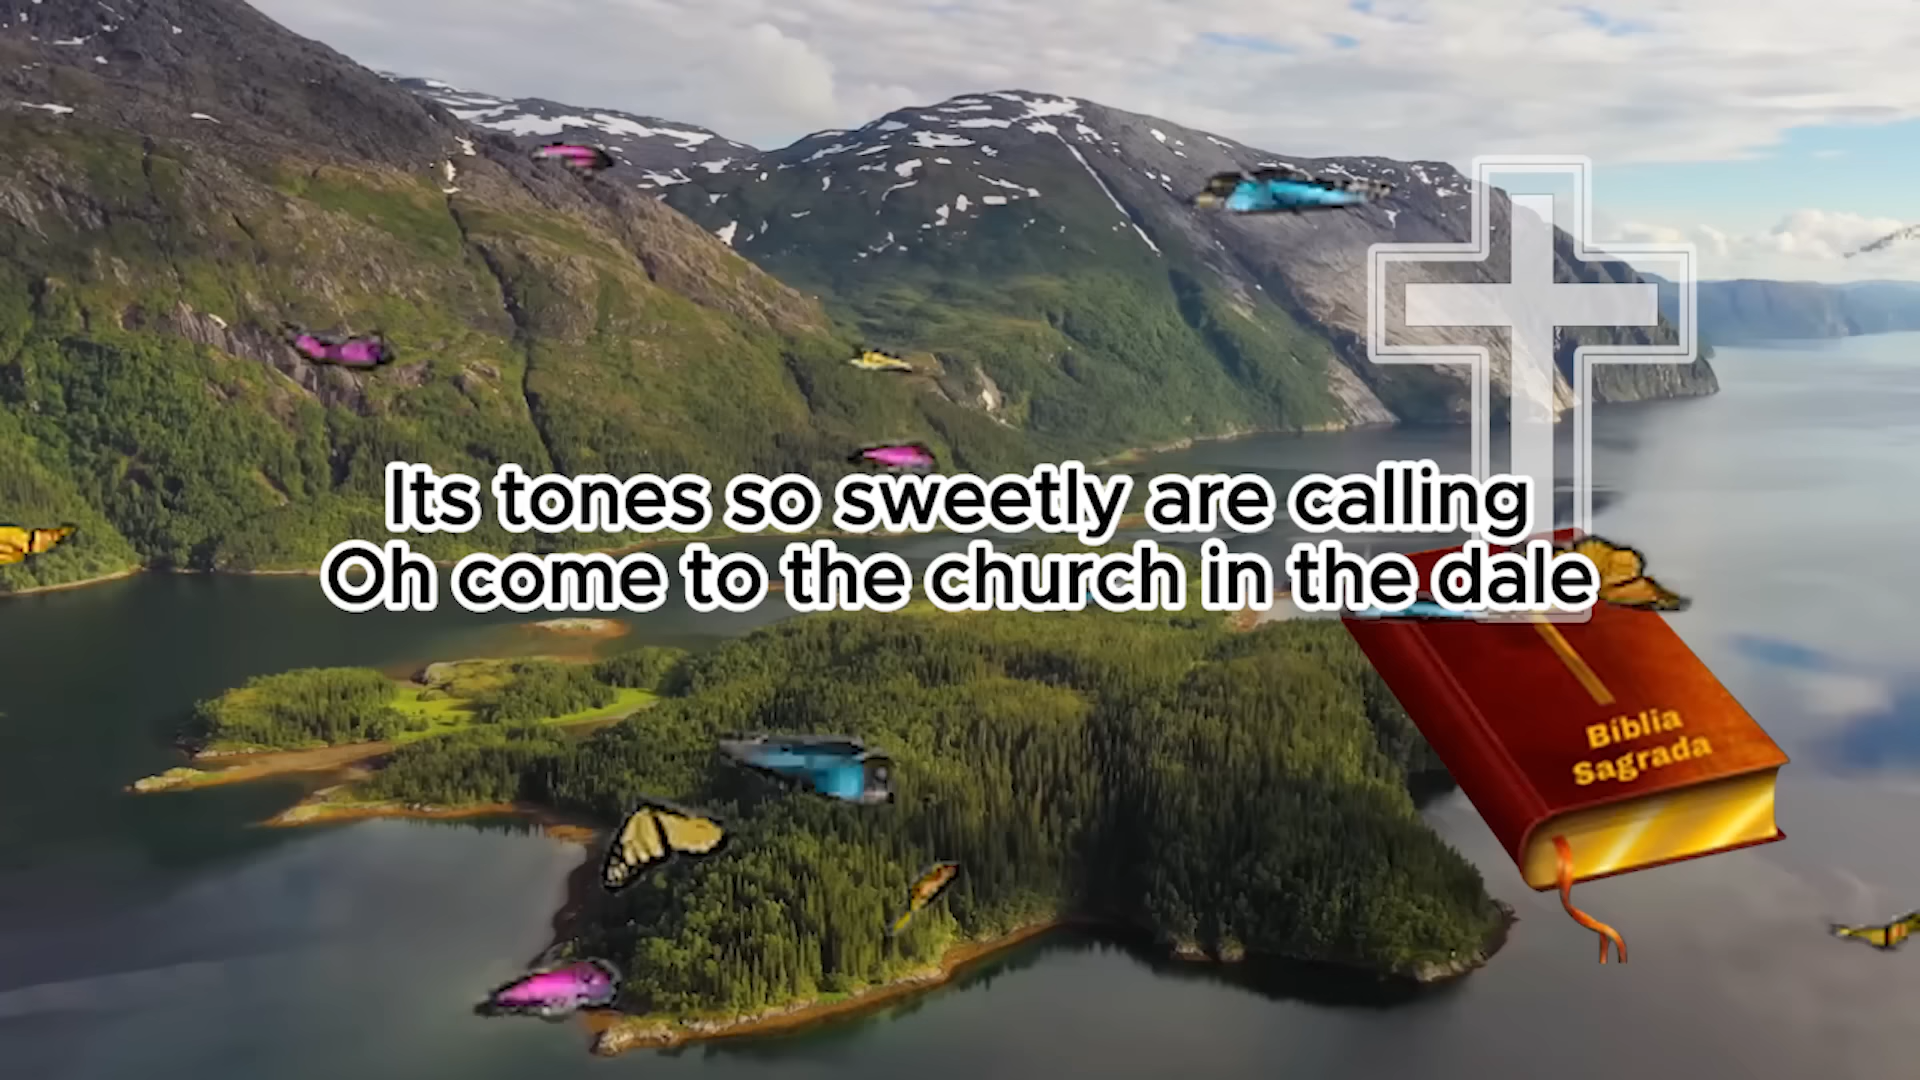 Its tones so sweetly are calling
Oh come to the church in the dale
Bíblia
Sagrada